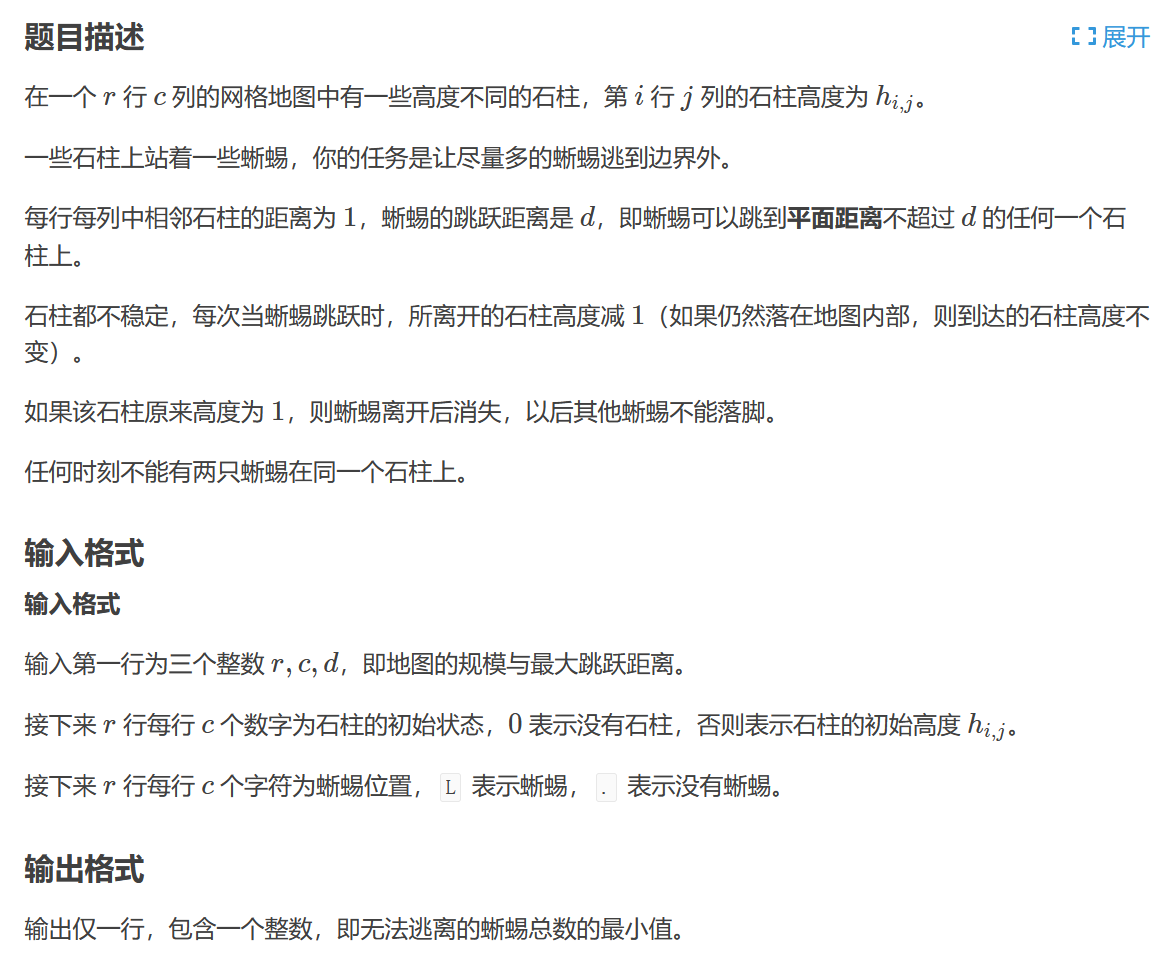 题目描述
展开
在一个 r 行 c 列的网格地图中有一些高度不同的石柱，第 i 行 j 列的石柱高度为 h_{i,j}。
一些石柱上站着一些蜥蜴，你的任务是让尽量多的蜥蜴逃到边界外。
每行每列中相邻石柱的距离为 1，蜥蜴的跳跃距离是 d，即蜥蜴可以跳到平面距离不超过 d 的任何一个石
柱上。
石柱都不稳定，每次当蜥蜴跳跃时，所离开的石柱高度减 1（如果仍然落在地图内部，则到达的石柱高度不
变）。
如果该石柱原来高度为 1，则蜥蜴离开后消失，以后其他蜥蜴不能落脚。
任何时刻不能有两只蜥蜴在同一个石柱上。
输入格式
输入格式
输入第一行为三个整数 r, c, d，即地图的规模与最大跳跃距离。
接下来 r 行每行 c 个数字为石柱的初始状态，0 表示没有石柱，否则表示石柱的初始高度 h_{i,j}。
接下来 r 行每行 c 个字符为蜥蜴位置， L 表示蜥蜴， . 表示没有蜥蜴。
输出格式
输出仅一行，包含一个整数，即无法逃离的蜥蜴总数的最小值。